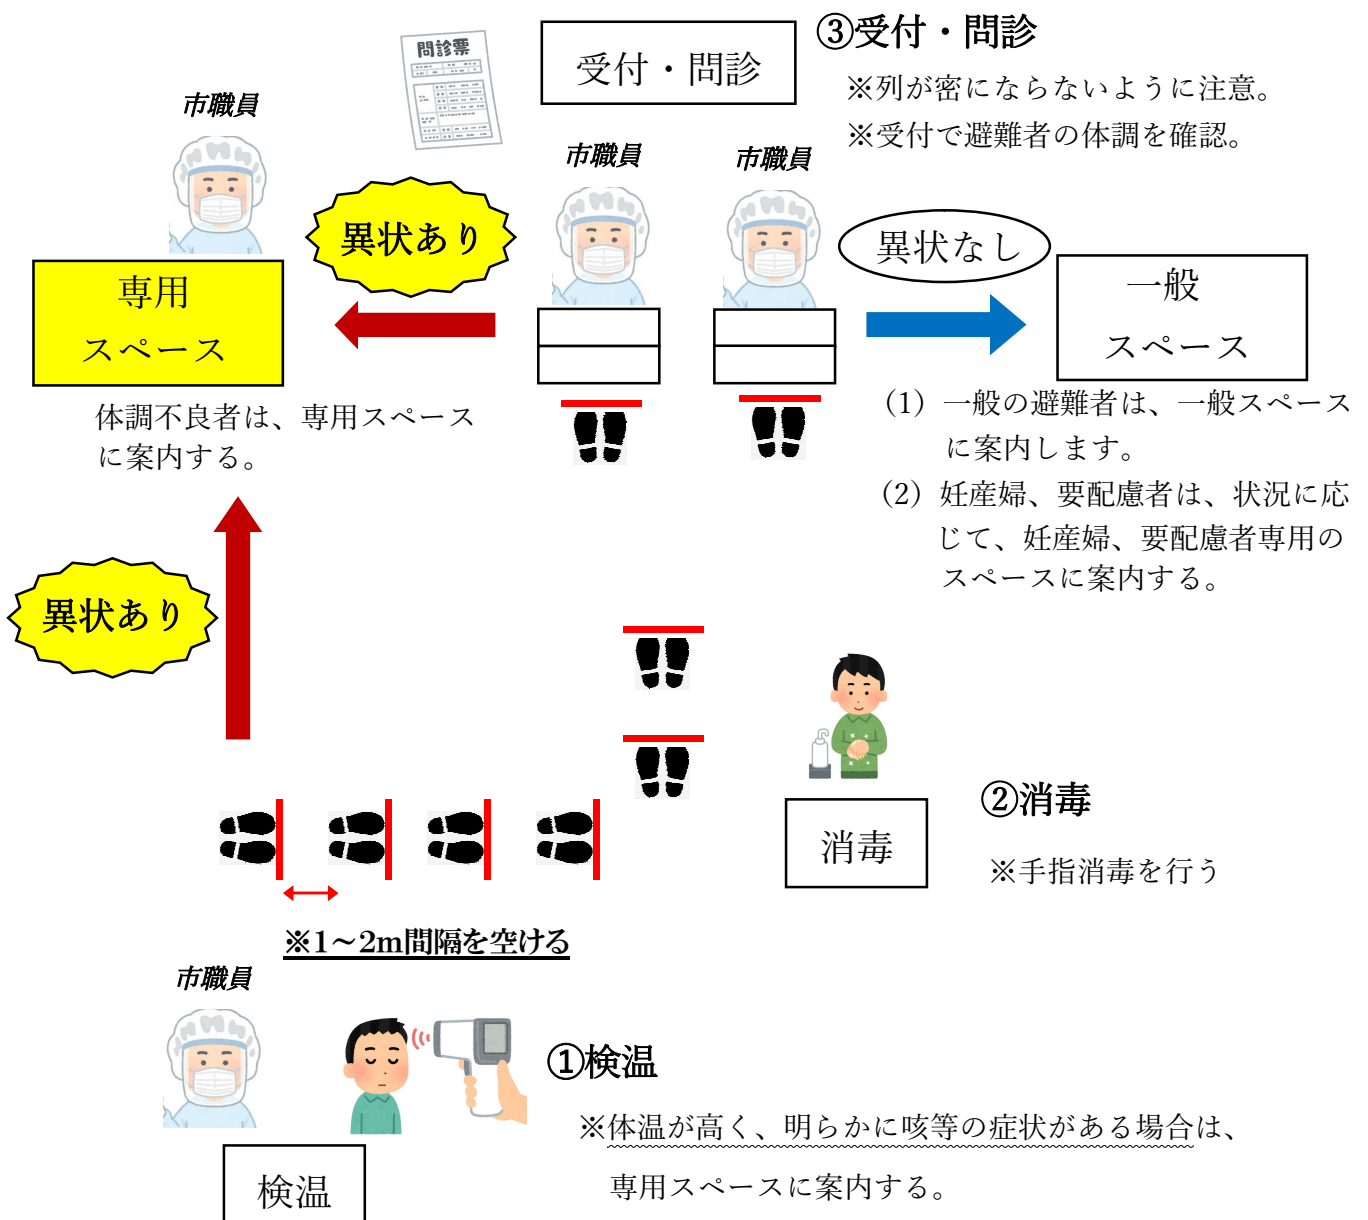 問診票
受付・問診
③受付・問診
※列が密にならないように注意。
※受付で避難者の体調を確認。
市職員
市職員
市職員
異状あり
異状なし
専用
スペース
一般
スペース
体調不良者は、専用スペース
に案内する。
(1) 一般の避難者は、一般スペース
に案内します。
(2) 妊産婦、要配慮者は、状況に応
じて、妊産婦、要配慮者専用の
スペースに案内する。
異状あり
②消毒
消毒
※手指消毒を行う
※1～2m間隔を空ける
市職員
①検温
※体温が高く、明らかに咳等の症状がある場合は、
専用スペースに案内する。
検温